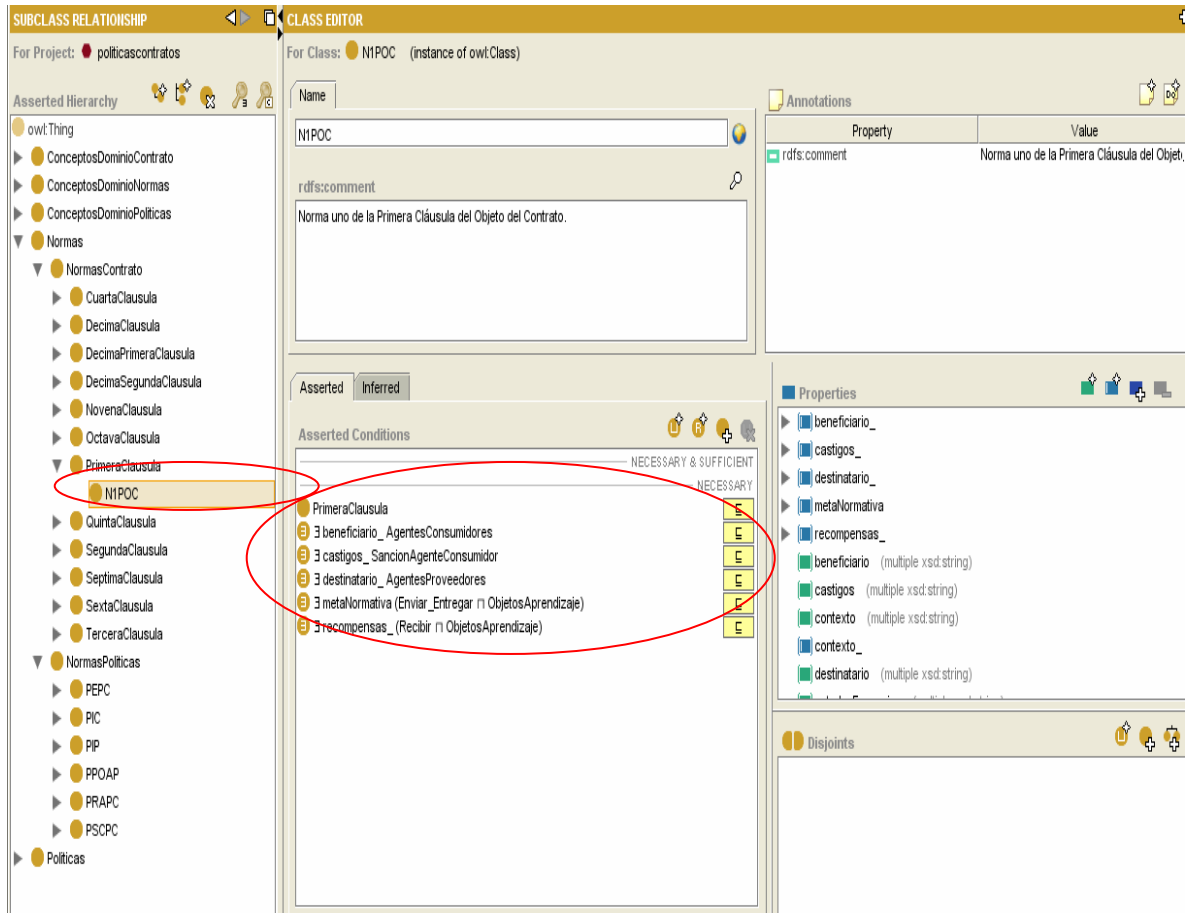 SUBCLASS RELATIONSHIP
For Project: politicascontratos
Asserted Hierarchy
owl:Thing
ConceptosDominioContrato
ConceptosDominioNormas
ConceptosDominioPoliticas
Normas
NormasContrato
CuartaClausula
DecimaClausula
DecimaPrimeraClausula
DecimaSegundaClausula
NovenaClausula
OctavaClausula
PrimeraClausula
N1POC
QuintaClausula
SegundaClausula
SeptimaClausula
SextaClausula
TerceraClausula
NormasPoliticas
PEPC
PIC
PIP
PPOAP
PRAPC
PSCPC
Politicas
CLASS EDITOR
For Class: N1POC (instance of owl:Class)
Name
N1POC
rdfs:comment
Norma uno de la Primera Cláusula del Objeto del Contrato.
Annotations
Property Value
rdfs:comment Norma uno de la Primera Cláusula del Objeto
Asserted Inferred
Asserted Conditions
NECESSARY & SUFFICIENT
NECESSARY
PrimeraClausula ⊑
∃ beneficiario_ AgentesConsumidores ⊑
∃ castigos_ SancionAgenteConsumidor ⊑
∃ destinatario_ AgentesProveedores ⊑
∃ metaNormativa (Enviar_Entregar ⊓ ObjetosAprendizaje) ⊑
∃ recompensas_ (Recibir ⊓ ObjetosAprendizaje) ⊑
Properties
beneficiario_
castigos_
destinatario_
metaNormativa
recompensas_
beneficiario (multiple xsd:string)
castigos (multiple xsd:string)
contexto (multiple xsd:string)
contexto_
destinatario (multiple xsd:string)
Disjoints